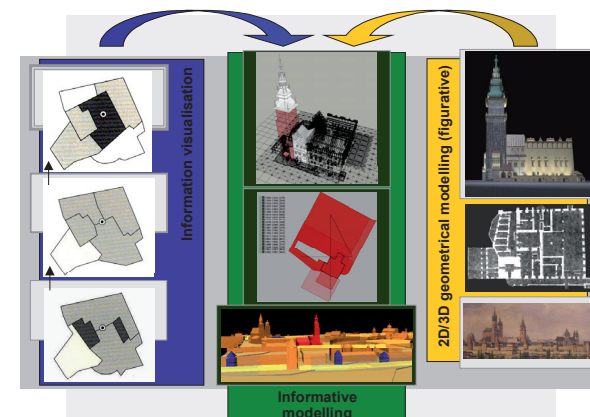 Information visualisation
2D/3D geometrical modelling (figurative)
Informative
modelling